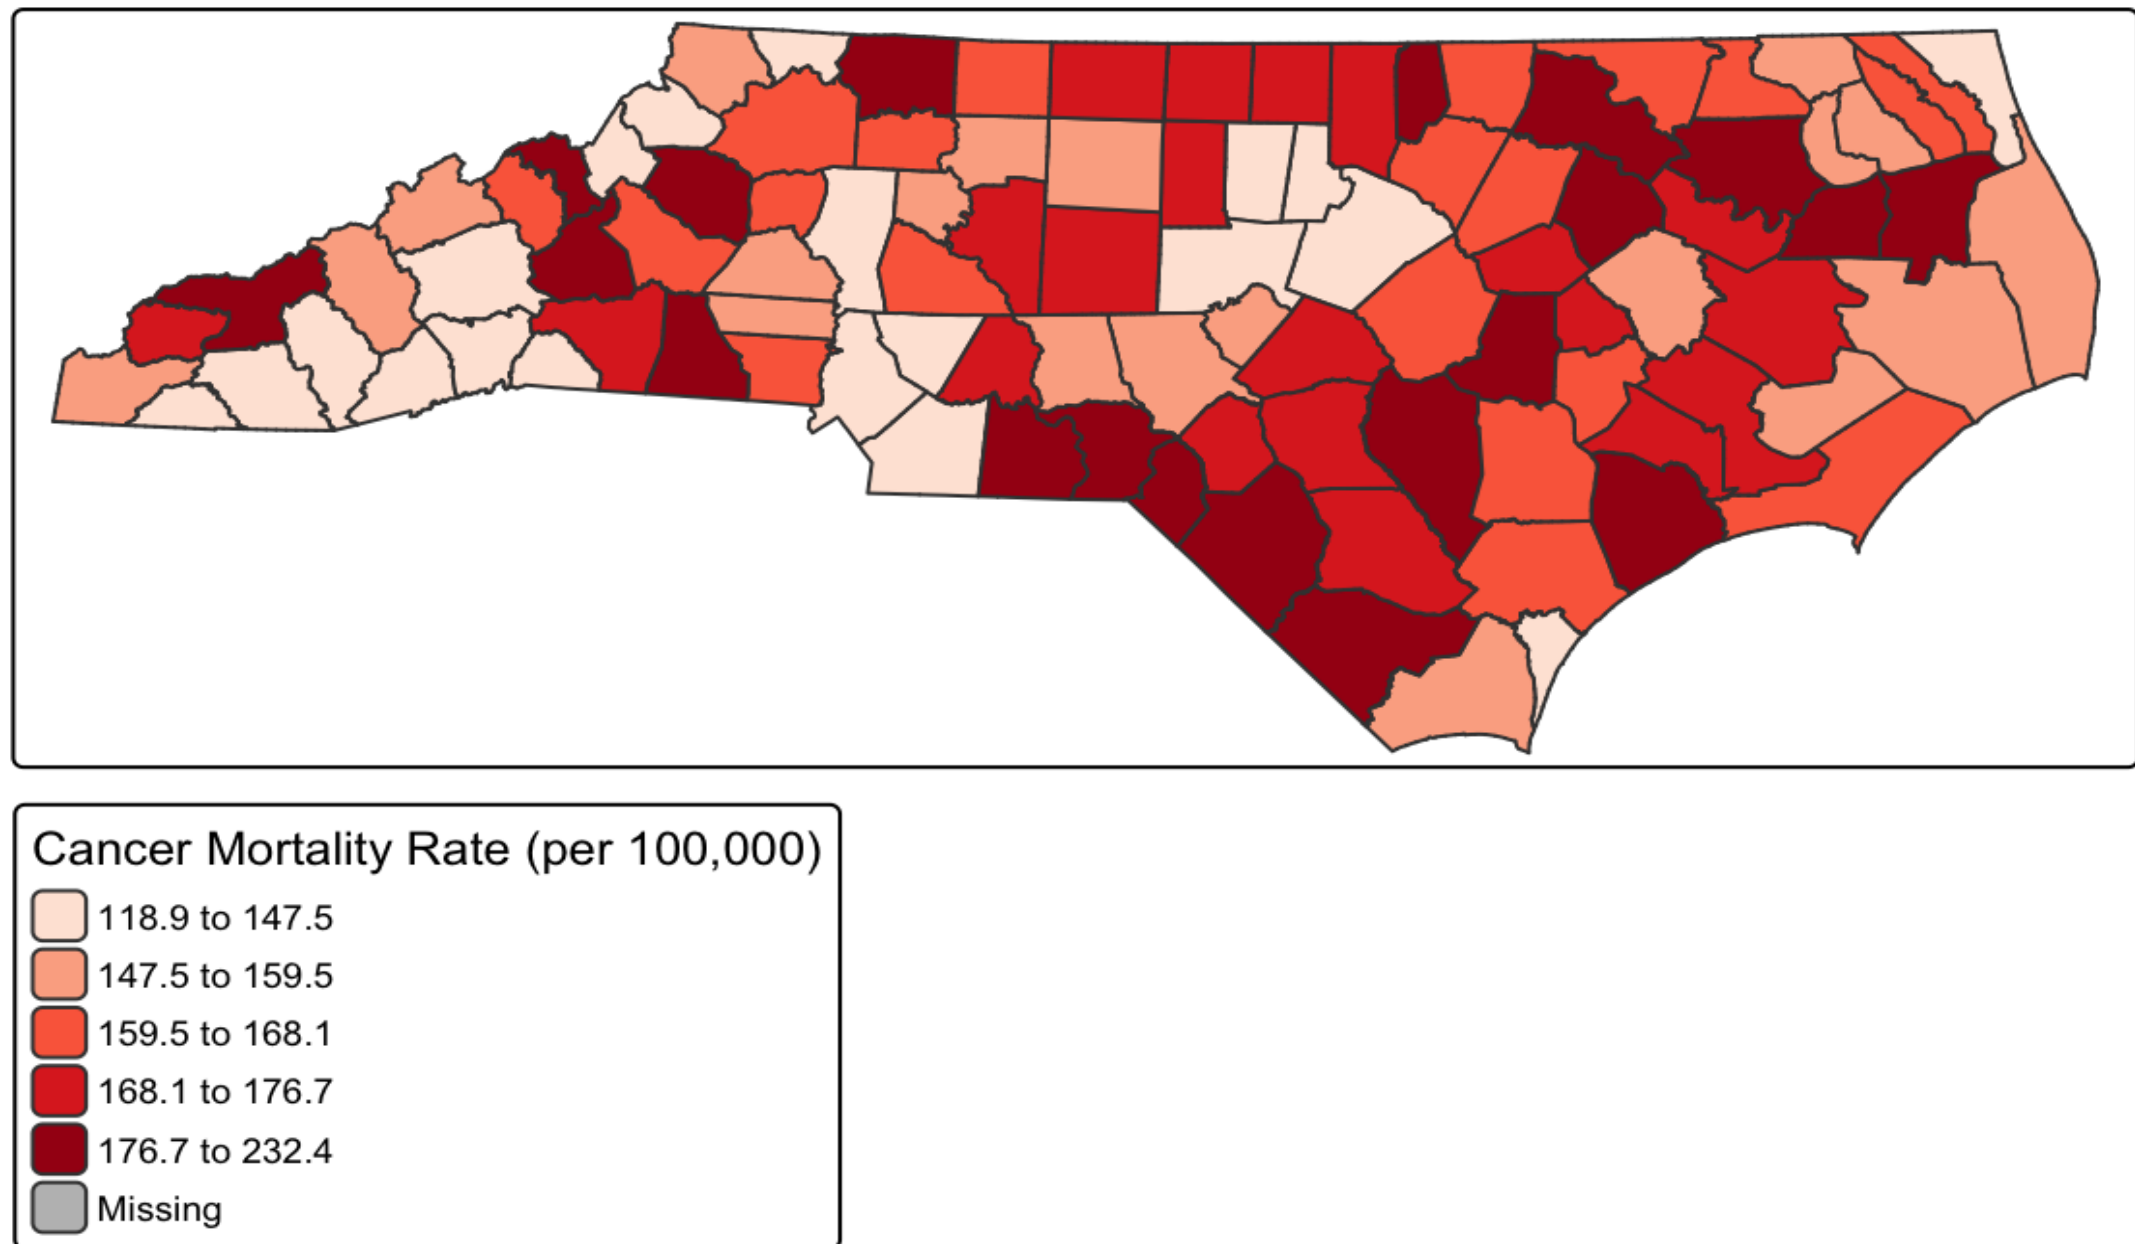 Cancer Mortality Rate (per 100,000)
118.9 to 147.5
147.5 to 159.5
159.5 to 168.1
168.1 to 176.7
176.7 to 232.4
Missing